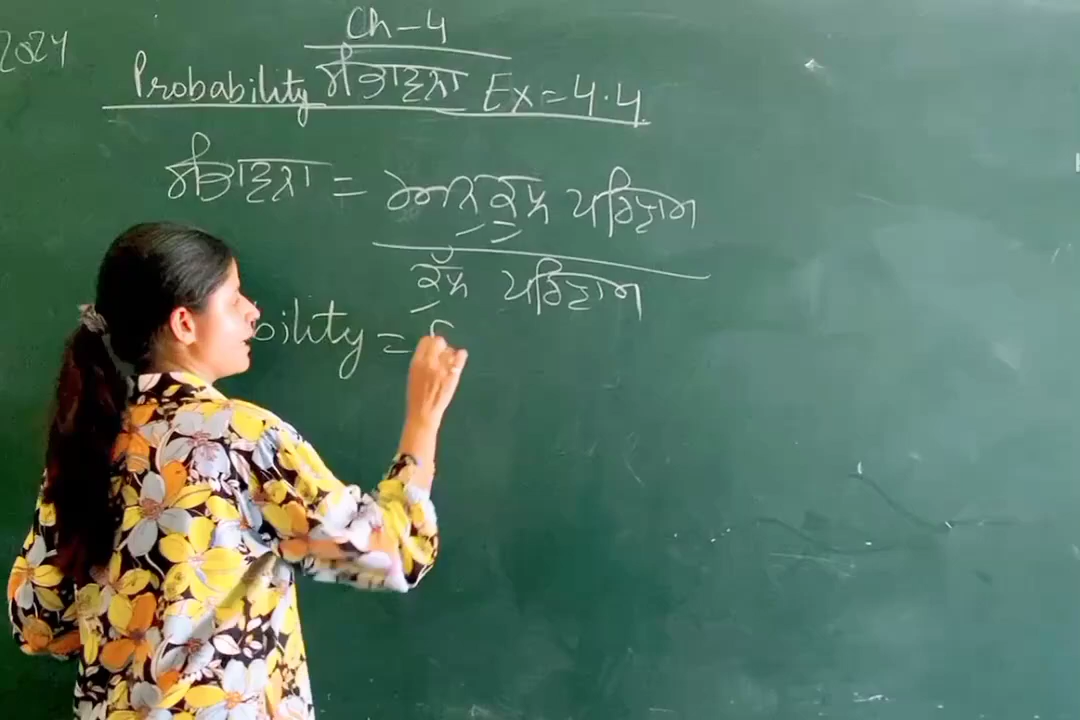 2024
Ch-4
Probability ਸੰਭਾਵਨਾ Ex = 4.4
ਸੰਭਾਵਨਾ = ਅਨੁਕੂਲ ਪਰਿਣਾਮ
ਕੁੱਲ ਪਰਿਣਾਮ
bility =